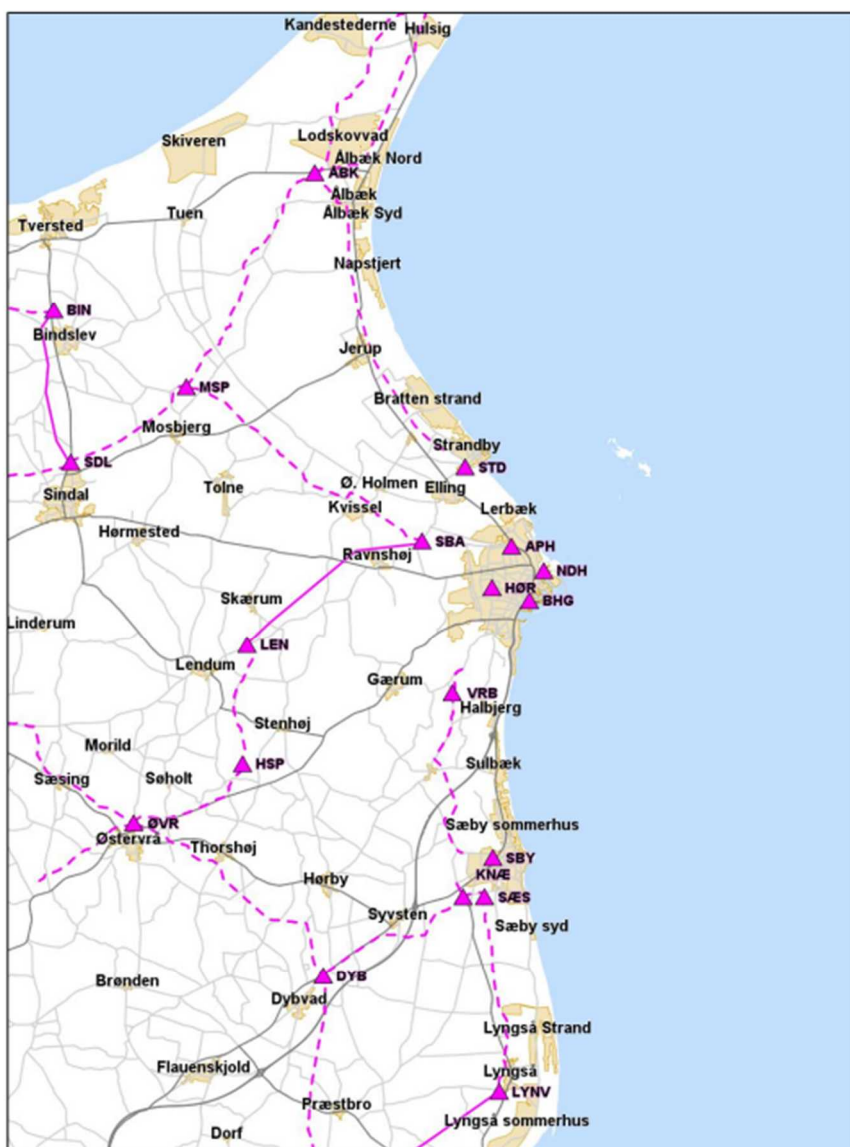 Kandestederne
Hulsig
Skiveren
Lodskovvad
Ålbæk Nord
ABK
Ålbæk
Ålbæk Syd
Tuen
Tversted
Napstjert
BIN
Bindslev
Jerup
MSP
Bratten strand
Mosbjerg
Strandby
SDL
STD
Sindal
Tolne
Ø. Holmen
Elling
Kvissel
Lerbæk
Hørmested
SBA
APH
Ravnshøj
NDH
HØR
BHG
Skærum
Linderum
LEN
Lendum
Gærum
VRB
Halbjerg
Stenhøj
Morild
HSP
Sulbæk
Sæsing
Søholt
ØVR
Østervrå
Sæby sommerhus
Thorshøj
SBY
KNÆ
Hørby
SÆS
Syvsten
Sæby syd
DYB
Brønden
Dybvad
Lyngså Strand
Flauenskjold
Lyngså
LYNV
Præstbro
Lyngså sommerhus
Dorf